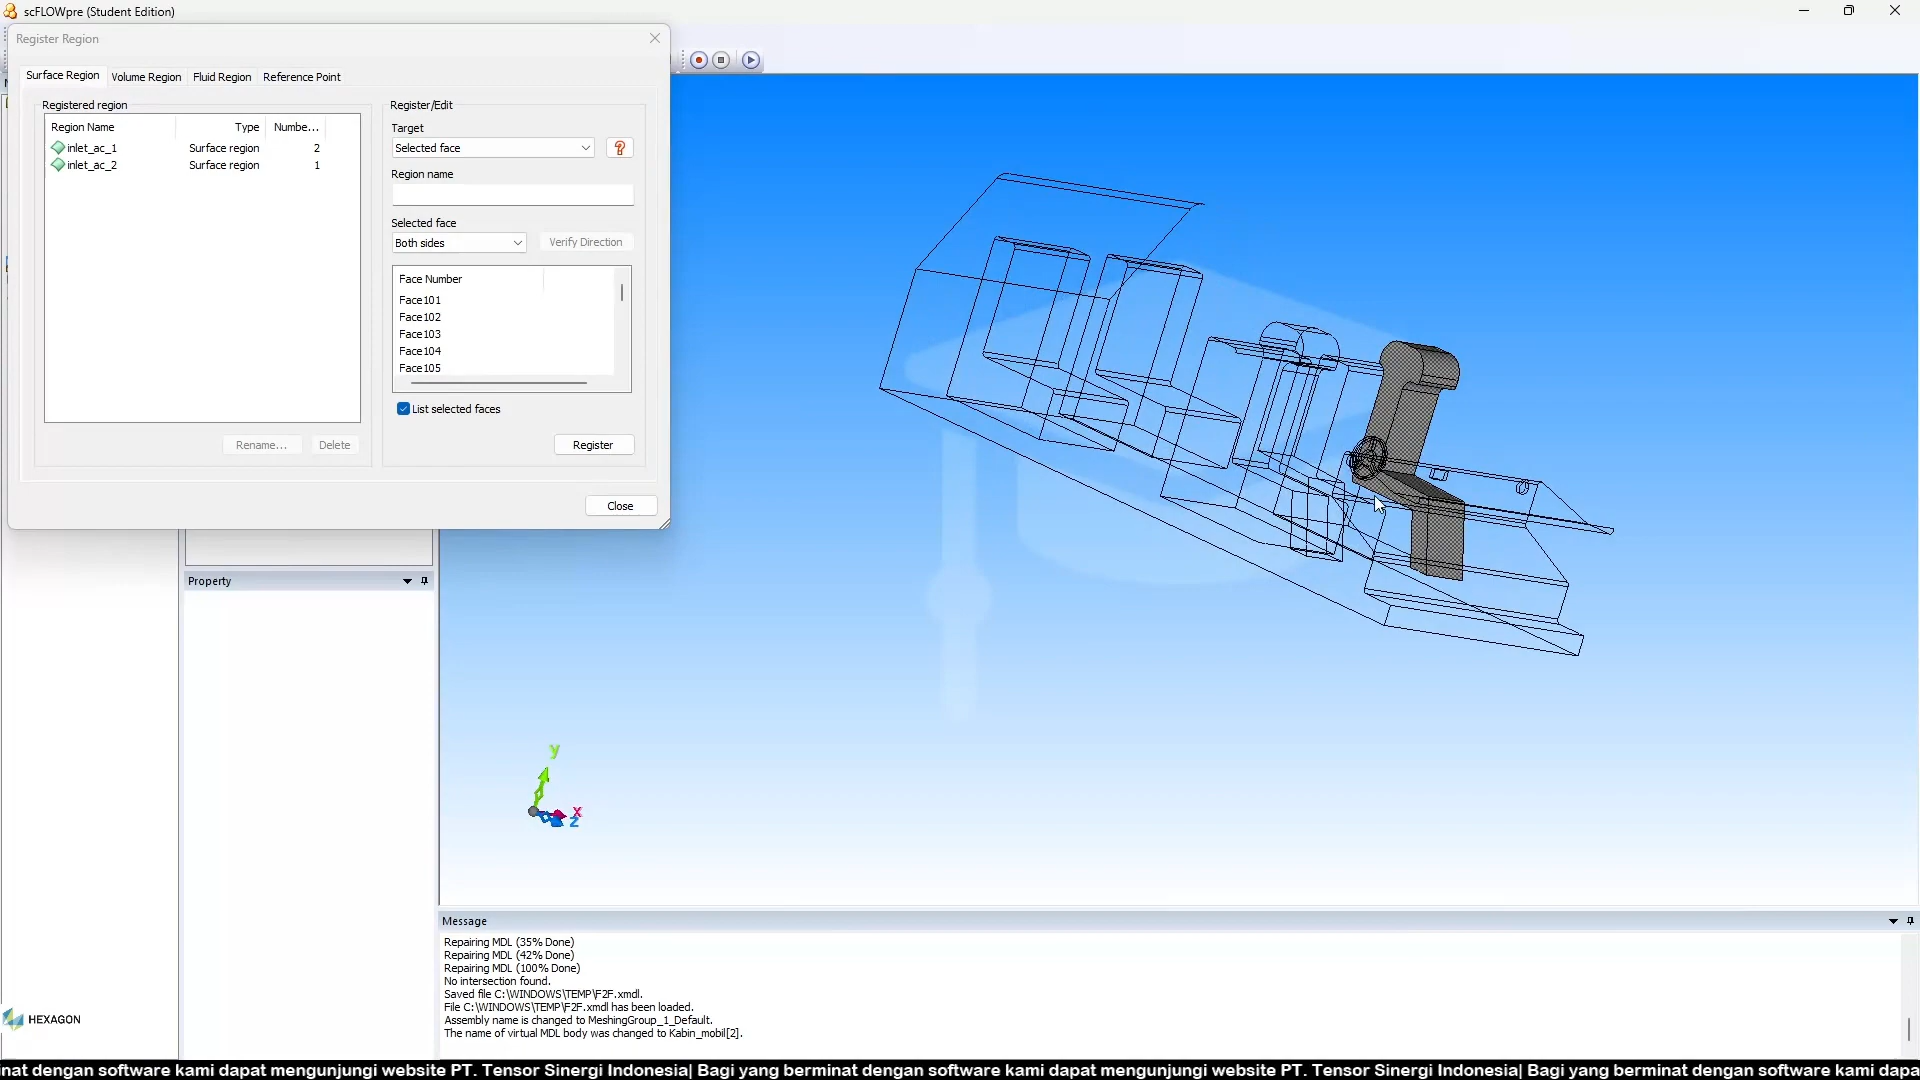 scFLOWpre (Student Edition)
Register Region
Surface Region Volume Region Fluid Region Reference Point
Registered region
Region Name Type Numbe...
inlet_ac_1 Surface region 2
inlet_ac_2 Surface region 1
Rename... Delete
Register/Edit
Target
Selected face
?
Region name
Selected face
Both sides Verify Direction
Face Number
Face101
Face102
Face103
Face104
Face105
List selected faces
Register
Close
Property
y
x
z
Message
Repairing MDL (35% Done)
Repairing MDL (42% Done)
Repairing MDL (100% Done)
No intersection found.
Saved file C:\WINDOWS\TEMP\F2F.xmdl.
File C:\WINDOWS\TEMP\F2F.xmdl has been loaded.
Assembly name is changed to MeshingGroup_1_Default.
The name of virtual MDL body was changed to Kabin_mobil[2].
HEXAGON
nat dengan software kami dapat mengunjungi website PT. Tensor Sinergi Indonesia| Bagi yang berminat dengan software kami dapat mengunjungi website PT. Tensor Sinergi Indonesia| Bagi yang berminat dengan software kami dapa